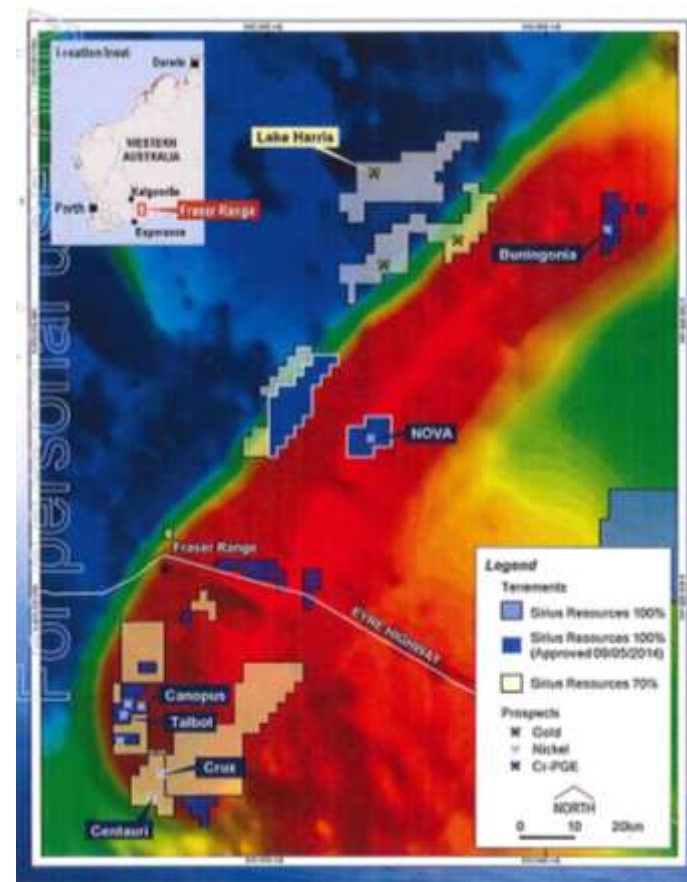 For personal use only
Location Inset
Darwin
WESTERN
AUSTRALIA
Kalgoorlie
Perth
Fraser Range
Esperance
Lake Harris
Buningonia
NOVA
Fraser Range
EYRE HIGHWAY
Canopus
Talbot
Crux
Centauri
Legend
Tenements
Sirius Resources 100%
Sirius Resources 100%
(Approved 09/05/2014)
Sirius Resources 70%
Prospects
Gold
Nickel
Cr-PGE
NORTH
0 10 20km